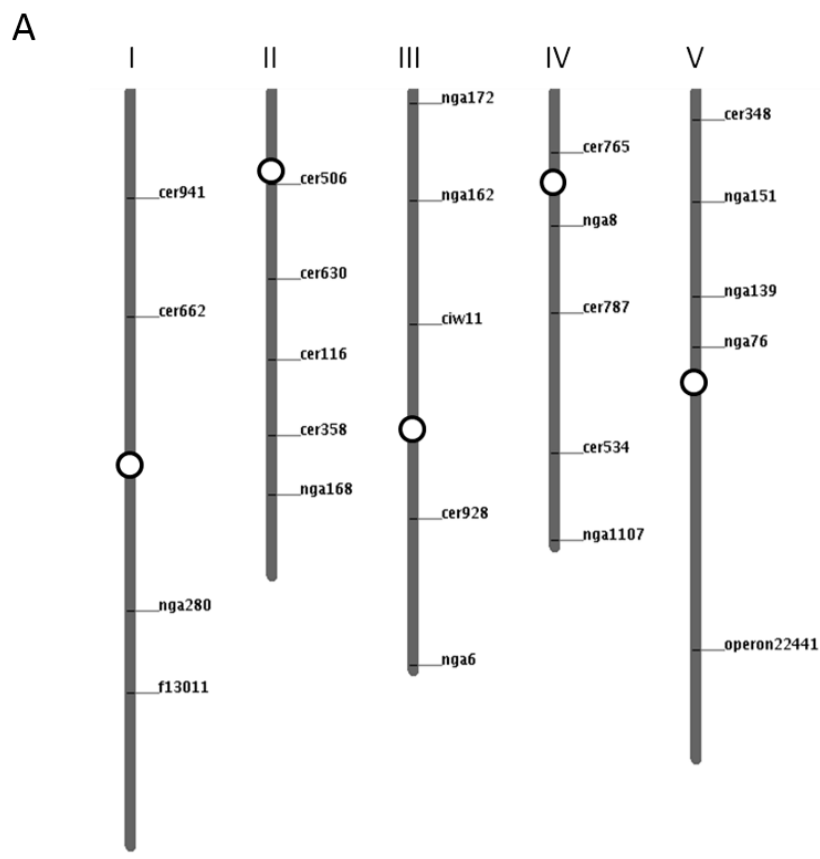 A
I
II
III
IV
V
cer941
cer662
nga280
f13011
cer506
cer630
cer116
cer358
nga168
nga172
nga162
ciw11
cer928
nga6
cer765
nga8
cer787
cer534
nga1107
cer348
nga151
nga139
nga76
operon22441